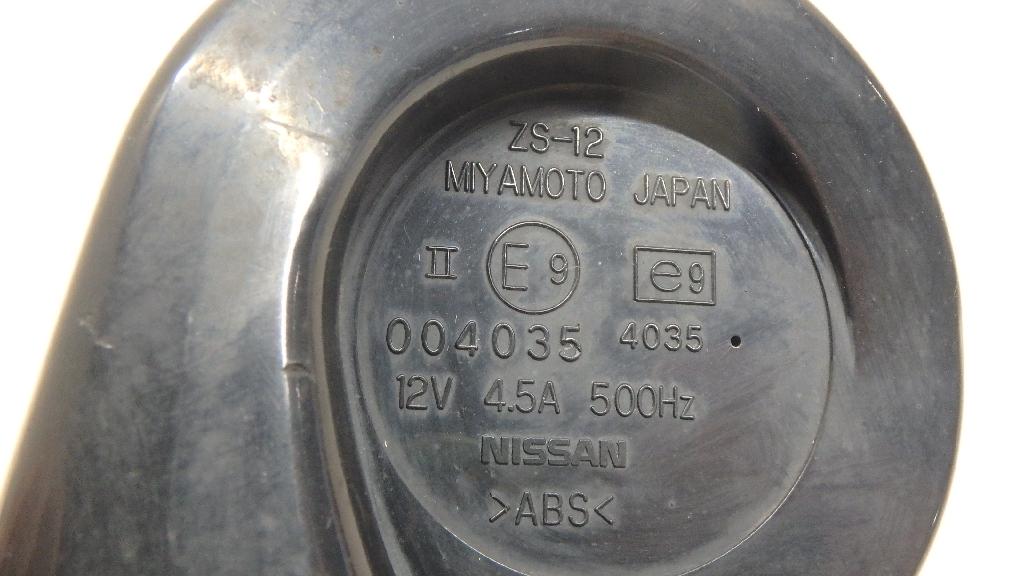 ZS-12
MIYAMOTO JAPAN
II E9 e9
004035 4035
12V 4.5A 500Hz
NISSAN
>ABS<